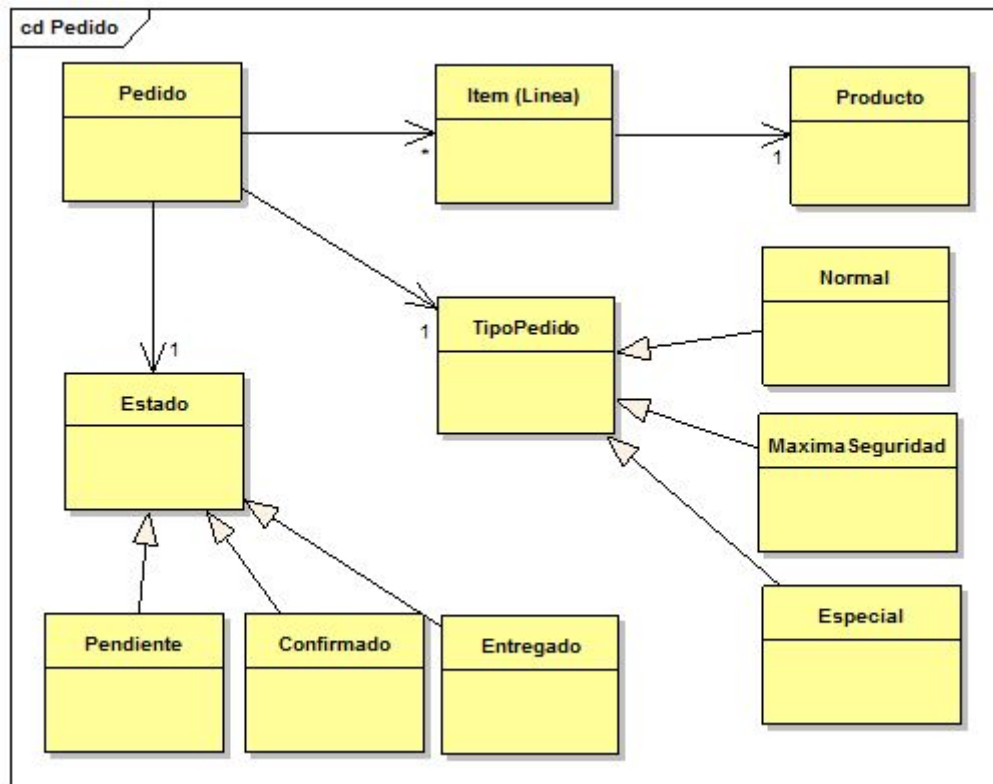 cd Pedido
Pedido
Item (Linea)
Producto
*
1
Normal
1
TipoPedido
1
Estado
MaximaSeguridad
Especial
Pendiente
Confirmado
Entregado